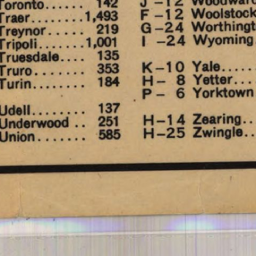 Toronto...... 142
Traer.......... 1,493
Treynor....... 219
Tripoli......... 1,001
Truesdale.... 135
Truro.......... 353
Turin........... 184
Udell........... 137
Underwood .. 251
Union.......... 585
J -12 Woodward
F -12 Woolstock
G -24 Worthingt
I -24 Wyoming
K-10 Yale.....
H- 8 Yetter....
P- 6 Yorktown
H-14 Zearing...
H-25 Zwingle..